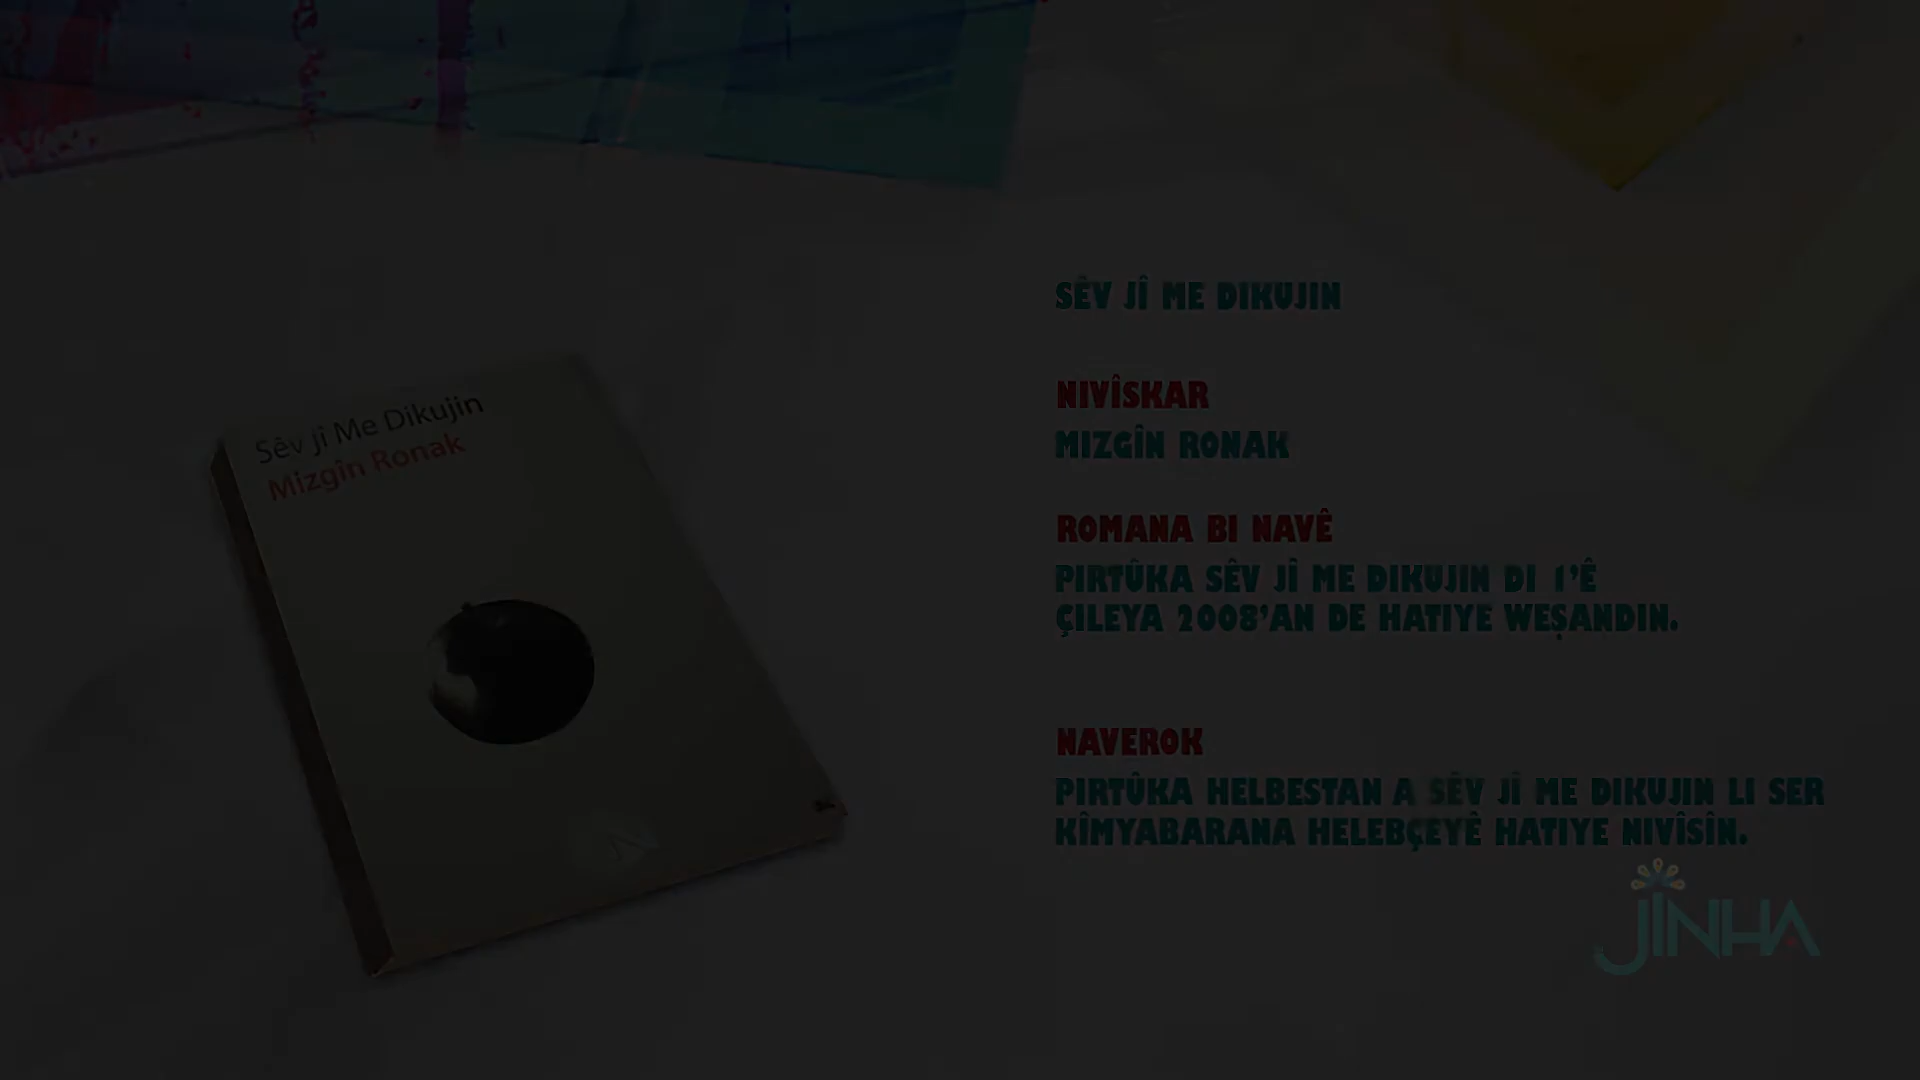 Sêv Jî Me Dikujin
Mizgîn Ronak
SÊV JÎ ME DIKUJIN
NIVÎSKAR
MIZGÎN RONAK
ROMANA BI NAVÊ
PIRTÛKA SÊV JÎ ME DIKUJIN DI 1'Ê
ÇILEYA 2008'AN DE HATIYE WEŞANDIN.
NAVEROK
PIRTÛKA HELBESTAN A SÊV JÎ ME DIKUJIN LI SER
KÎMYABARANA HELEBÇEYÊ HATIYE NIVÎSÎN.
JINHA